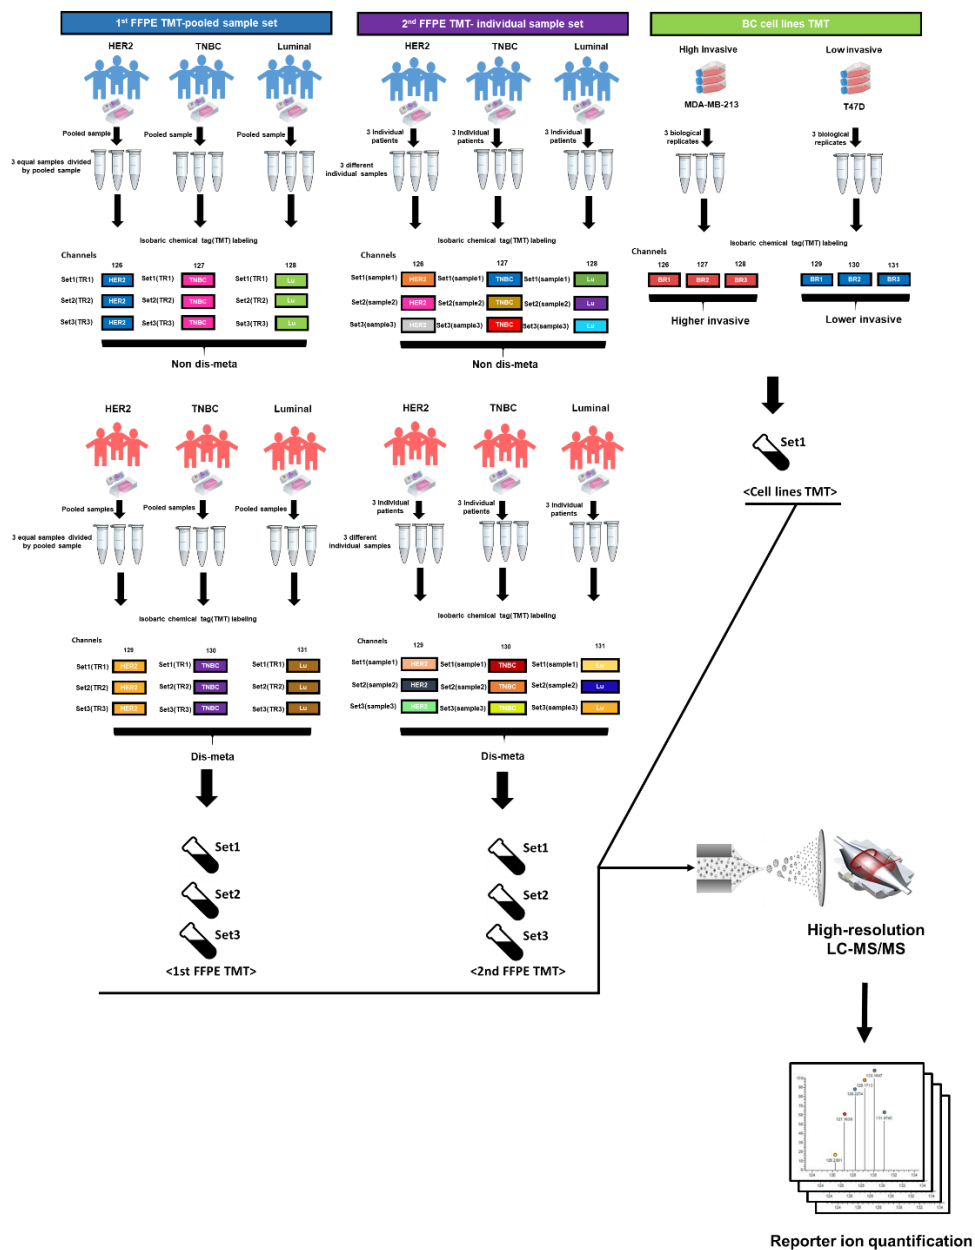 1st FFPE TMT-pooled sample set
HER2
TNBC
Luminal
Pooled sample
Pooled sample
Pooled sample
3 equal samples divided
by pooled sample
Isobaric chemical tag(TMT) labeling
Channels
126
127
128
Set1(TR1) HER2 Set1(TR1) TNBC Set1(TR1) Lu
Set2(TR2) HER2 Set2(TR2) TNBC Set2(TR2) Lu
Set3(TR3) HER2 Set3(TR3) TNBC Set3(TR3) Lu
Non dis-meta
HER2
TNBC
Luminal
Pooled samples
Pooled samples
Pooled samples
3 equal samples divided
by pooled sample
Isobaric chemical tag(TMT) labeling
Channels
129
130
131
Set1(TR1) HER2 Set1(TR1) TNBC Set1(TR1) Lu
Set2(TR2) HER2 Set2(TR2) TNBC Set2(TR2) Lu
Set3(TR3) HER2 Set3(TR3) TNBC Set3(TR3) Lu
Dis-meta
Set1
Set2
Set3
<1st FFPE TMT>
2nd FFPE TMT- individual sample set
HER2
TNBC
Luminal
3 Individual
patients
3 Individual
patients
3 Individual
patients
3 different
individual samples
Isobaric chemical tag(TMT) labeling
Channels
126
127
128
Set1(sample1) HER2 Set1(sample1) TNBC Set1(sample1) Lu
Set2(sample2) HER2 Set2(sample2) TNBC Set2(sample2) Lu
Set3(sample3) HER2 Set3(sample3) TNBC Set3(sample3) Lu
Non dis-meta
HER2
TNBC
Luminal
3 Individual
patients
3 Individual
patients
3 Individual
patients
3 different
individual samples
Isobaric chemical tag(TMT) labeling
Channels
129
130
131
Set1(sample1) HER2 Set1(sample1) TNBC Set1(sample1) Lu
Set2(sample2) HER2 Set2(sample2) TNBC Set2(sample2) Lu
Set3(sample3) HER2 Set3(sample3) TNBC Set3(sample3) Lu
Dis-meta
Set1
Set2
Set3
<2nd FFPE TMT>
BC cell lines TMT
High Invasive
Low invasive
MDA-MB-213
T47D
3 biological
replicates
3 biological
replicates
Isobaric chemical tag(TMT) labeling
Channels
126
127
128
129
130
131
BR1 BR2 BR3
BR1 BR2 BR3
Higher invasive
Lower invasive
Set1
<Cell lines TMT>
High-resolution
LC-MS/MS
Reporter ion quantification